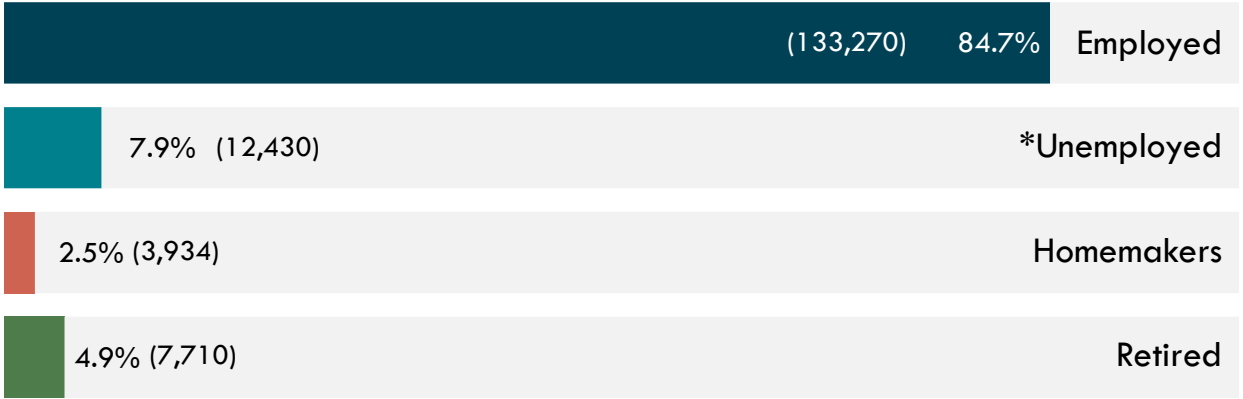 (133,270) 84.7% Employed
7.9% (12,430) *Unemployed
2.5% (3,934) Homemakers
4.9% (7,710) Retired